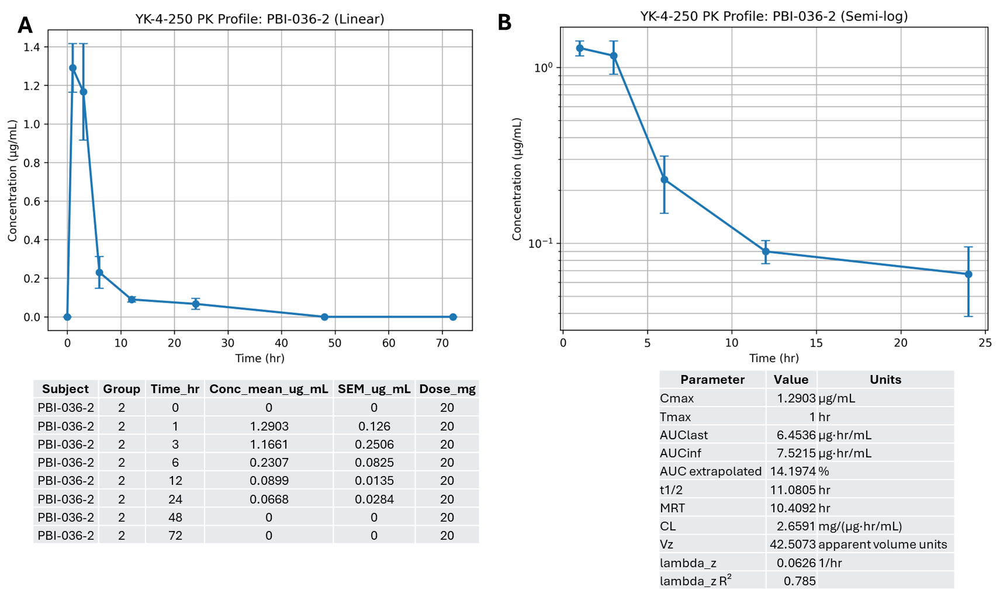 A
YK-4-250 PK Profile: PBI-036-2 (Linear)
Concentration (µg/mL)
1.4
1.2
1.0
0.8
0.6
0.4
0.2
0.0
0 10 20 30 40 50 60 70
Time (hr)
B
YK-4-250 PK Profile: PBI-036-2 (Semi-log)
Concentration (µg/mL)
10⁰
10⁻¹
0 5 10 15 20 25
Time (hr)
Subject Group Time_hr Conc_mean_ug_mL SEM_ug_mL Dose_mg
PBI-036-2 2 0 0 0 20
PBI-036-2 2 1 1.2903 0.126 20
PBI-036-2 2 3 1.1661 0.2506 20
PBI-036-2 2 6 0.2307 0.0825 20
PBI-036-2 2 12 0.0899 0.0135 20
PBI-036-2 2 24 0.0668 0.0284 20
PBI-036-2 2 48 0 0 20
PBI-036-2 2 72 0 0 20
Parameter Value Units
Cmax 1.2903 µg/mL
Tmax 1 hr
AUClast 6.4536 µg·hr/mL
AUCinf 7.5215 µg·hr/mL
AUC extrapolated 14.1974 %
t1/2 11.0805 hr
MRT 10.4092 hr
CL 2.6591 mg/(µg·hr/mL)
Vz 42.5073 apparent volume units
lambda_z 0.0626 1/hr
lambda_z R² 0.785